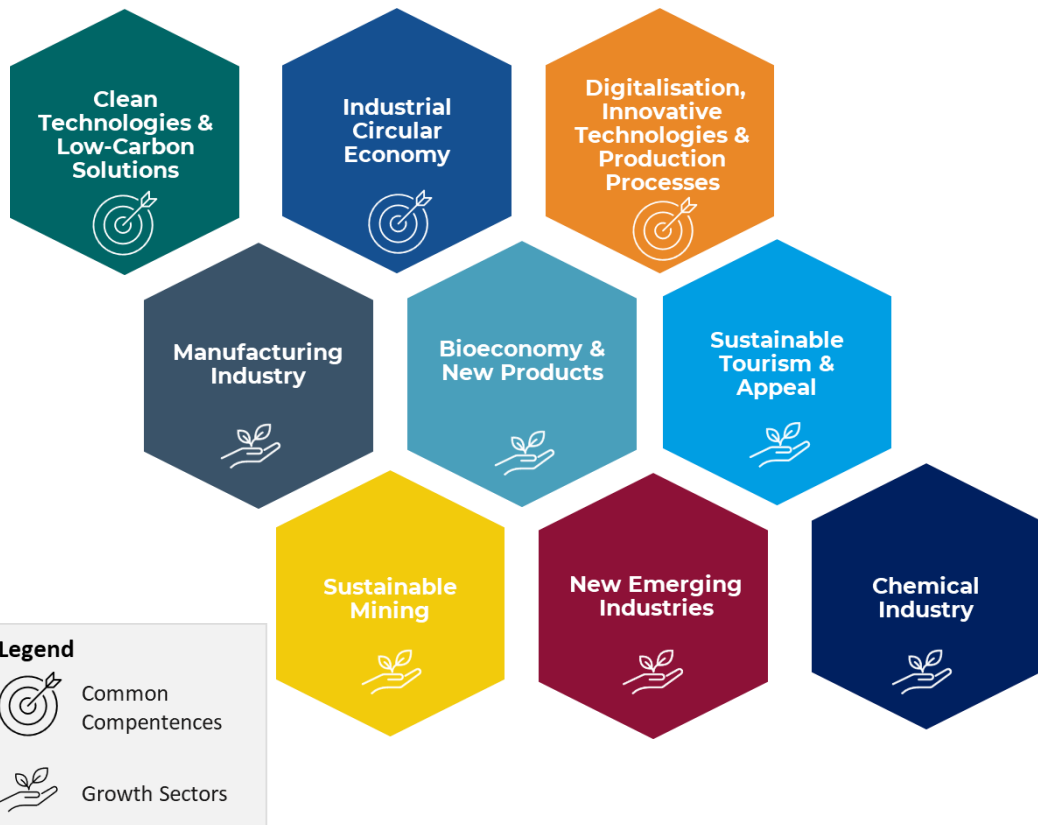 Clean
Technologies &
Low-Carbon
Solutions
Industrial
Circular
Economy
Digitalisation,
Innovative
Technologies &
Production
Processes
Manufacturing
Industry
Bioeconomy &
New Products
Sustainable
Tourism &
Appeal
Sustainable
Mining
New Emerging
Industries
Chemical
Industry
Legend
Common
Compentences
Growth Sectors